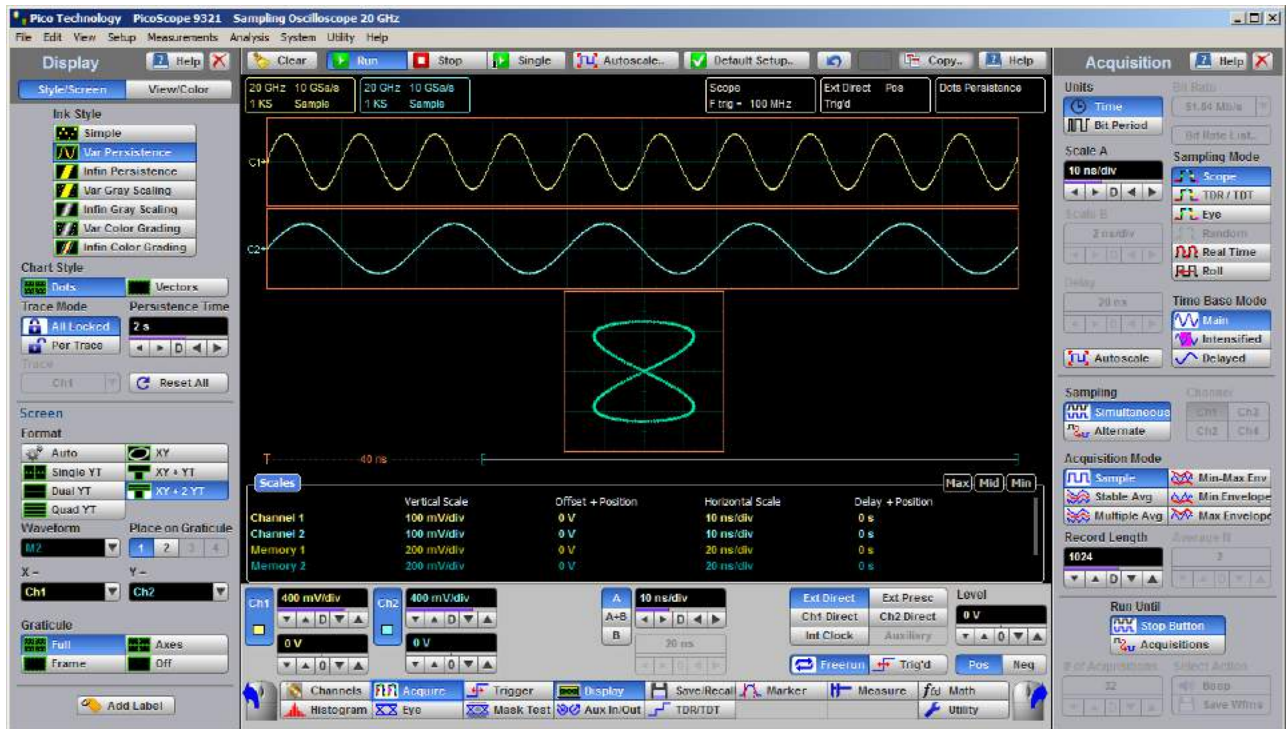 Pico Technology PicoScope 9321 Sampling Oscilloscope 20 GHz
File Edit View Setup Measurements Analysis System Utility Help
Display Help
Style/Screen View/Color
Ink Style
Simple
Var Persistence
Infin Persistence
Var Gray Scaling
Infin Gray Scaling
Var Color Grading
Infin Color Grading
Chart Style
Dots Vectors
Trace Mode Persistence Time
All Locked 2 s
Per Trace D
Trace
Ch1 Reset All
Screen
Format
Auto XY
Single YT XY + YT
Dual YT XY + 2 YT
Quad YT
Waveform Place on Graticule
M2 1 2 3 4
X - Y -
Ch1 Ch2
Graticule
Full Axes
Frame Off
Add Label
Clear Run Stop Single Autoscale.. Default Setup.. Copy.. Help
20 GHz 10 GSa/s 20 GHz 10 GSa/s Scope Ext Direct Pos Dots Persistence
1 KS Sample 1 KS Sample F trig = 100 MHz Trig'd
C1
C2
T 40 ns
Scales Max Mid Min
Vertical Scale Offset + Position Horizontal Scale Delay + Position
Channel 1 100 mV/div 0 V 10 ns/div 0 s
Channel 2 100 mV/div 0 V 10 ns/div 0 s
Memory 1 200 mV/div 0 V 20 ns/div 0 s
Memory 2 200 mV/div 0 V 20 ns/div 0 s
Ch1 400 mV/div Ch2 400 mV/div A 10 ns/div Ext Direct Ext Presc Level
D D A+B D Ch1 Direct Ch2 Direct 0 V
0 V 0 V B 20 ns Int Clock Auxiliary 0
0 0 Freerun Trig'd Pos Neg
Channels Acquire Trigger Display Save/Recall Marker Measure f(x) Math
Histogram Eye Mask Test Aux In/Out TDR/TDT Utility
Acquisition Help
Units Bit Rate
Time 51.84 Mb/s
Bit Period Bit Rate List..
Scale A Sampling Mode
10 ns/div Scope
D TDR / TDT
Scale B Eye
2 ns/div Random
D Real Time
Roll
Delay
20 ns Time Base Mode
D Main
Intensified
Autoscale Delayed
Sampling Channel
Simultaneous Ch1 Ch3
Alternate Ch2 Ch4
Acquisition Mode
Sample Min-Max Env
Stable Avg Min Envelope
Multiple Avg Max Envelope
Record Length Average N
1024 2
D
Run Until
Stop Button
Acquisitions
# of Acquisitions Select Action
32 Beep
D Save Wfms